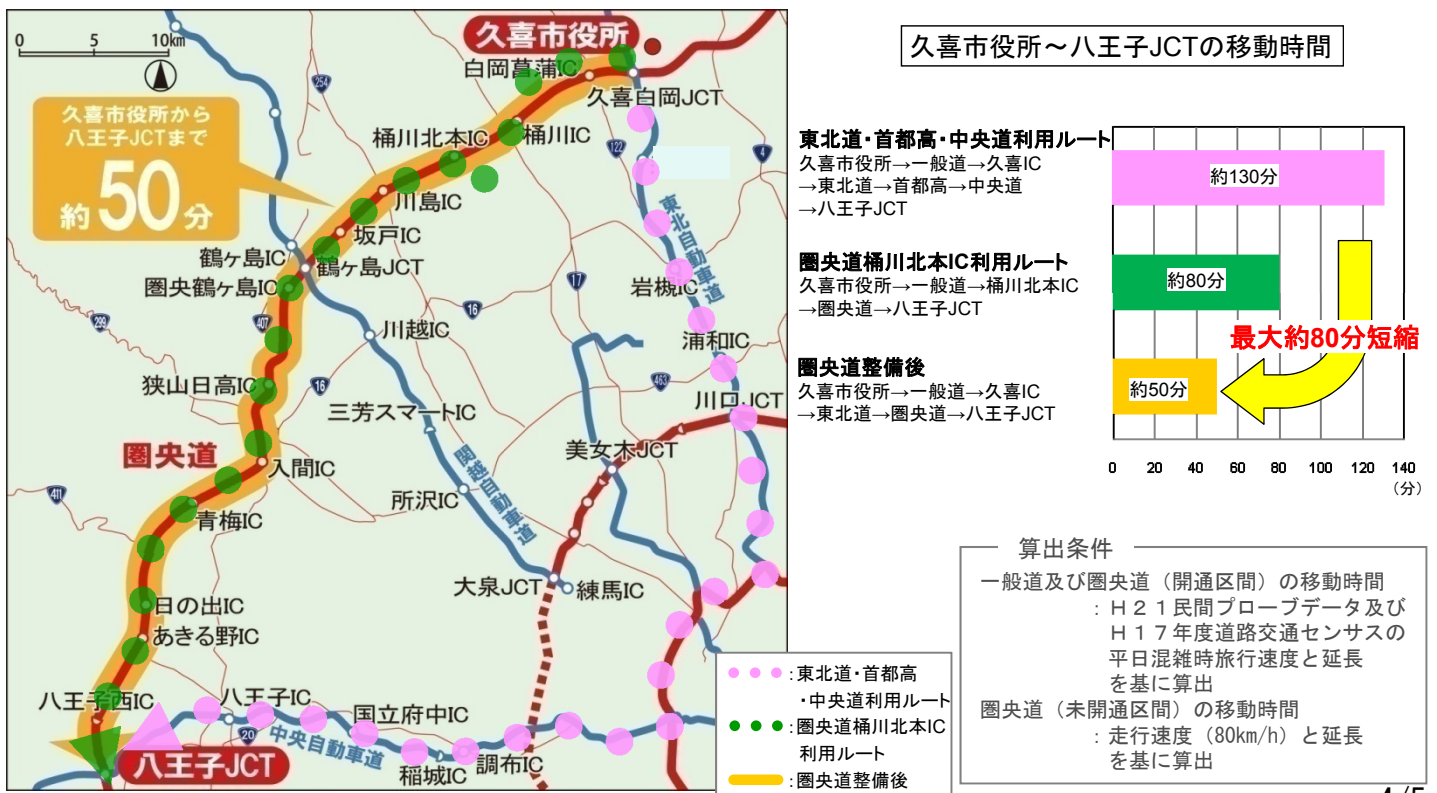 0 5 10km
久喜市役所
白岡菖蒲IC
久喜白岡JCT
254
久喜市役所から
八王子JCTまで
約50分
桶川北本IC
桶川IC
122
4
川島IC
坂戸IC
東北自動車道
鶴ヶ島IC
鶴ヶ島JCT
圏央鶴ヶ島IC
17
岩槻IC
299
407
16
川越IC
浦和IC
狭山日高IC
16
463
三芳スマートIC
川口JCT
圏央道
入間IC
美女木JCT
関越自動車道
411
所沢IC
青梅IC
大泉JCT
練馬IC
日の出IC
あきる野IC
八王子西IC
八王子IC
国立府中IC
20
中央自動車道
八王子JCT
稲城IC
調布IC
:東北道・首都高
・中央道利用ルート
:圏央道桶川北本IC
利用ルート
:圏央道整備後
久喜市役所～八王子JCTの移動時間
東北道・首都高・中央道利用ルート
久喜市役所→一般道→久喜IC
→東北道→首都高→中央道
→八王子JCT
約130分
圏央道桶川北本IC利用ルート
久喜市役所→一般道→桶川北本IC
→圏央道→八王子JCT
約80分
最大約80分短縮
圏央道整備後
久喜市役所→一般道→久喜IC
→東北道→圏央道→八王子JCT
約50分
0 20 40 60 80 100 120 140
(分)
算出条件
一般道及び圏央道（開通区間）の移動時間
：Ｈ２１民間プローブデータ及び
Ｈ１７年度道路交通センサスの
平日混雑時旅行速度と延長
を基に算出
圏央道（未開通区間）の移動時間
：走行速度（80km/h）と延長
を基に算出
4/5